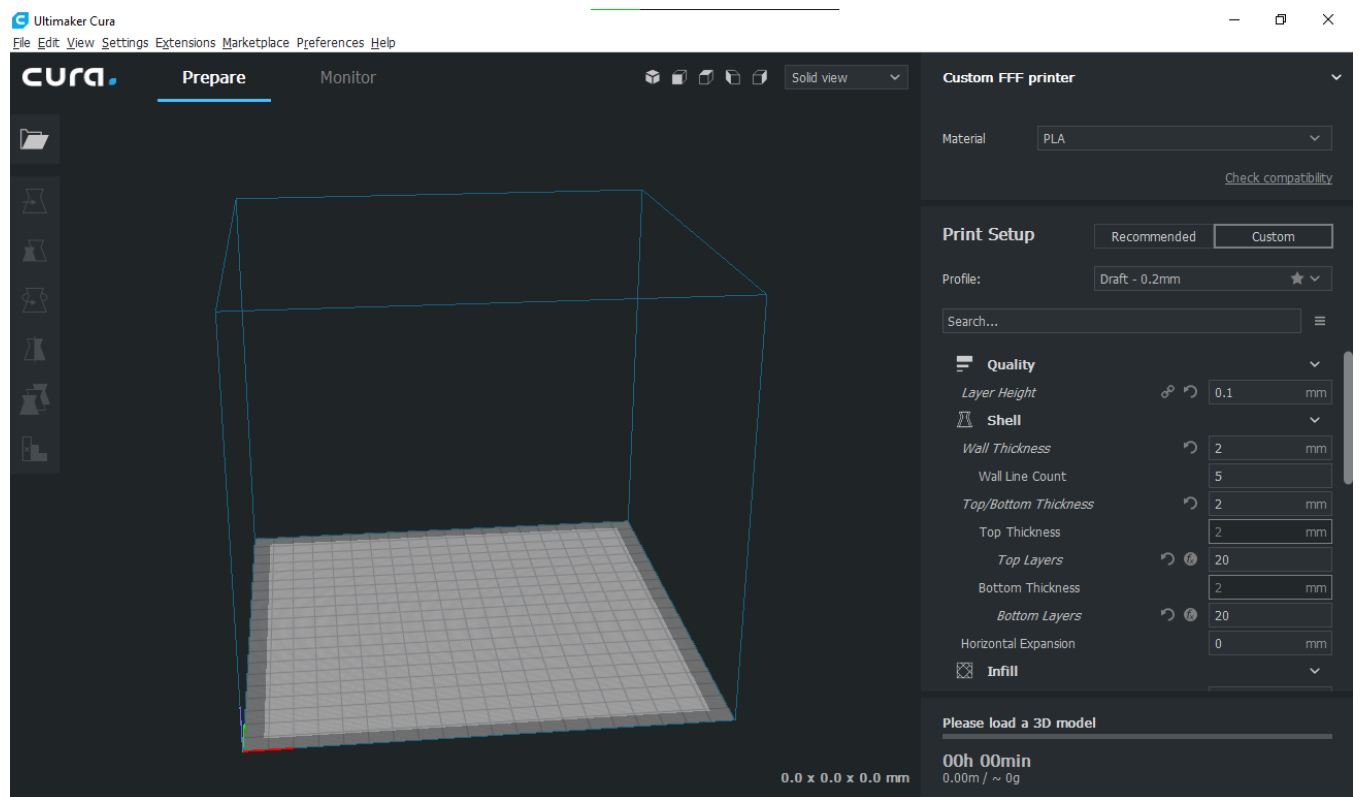 Ultimaker Cura
File Edit View Settings Extensions Marketplace Preferences Help
cura. Prepare Monitor Solid view Custom FFF printer
Material PLA
Check compatibility
Print Setup Recommended Custom
Profile: Draft - 0.2mm
Search...
Quality
Layer Height 0.1 mm
Shell
Wall Thickness 2 mm
Wall Line Count 5
Top/Bottom Thickness 2 mm
Top Thickness 2 mm
Top Layers 20
Bottom Thickness 2 mm
Bottom Layers 20
Horizontal Expansion 0 mm
Infill
Please load a 3D model
00h 00min
0.0 x 0.0 x 0.0 mm 0.00m / ~ 0g